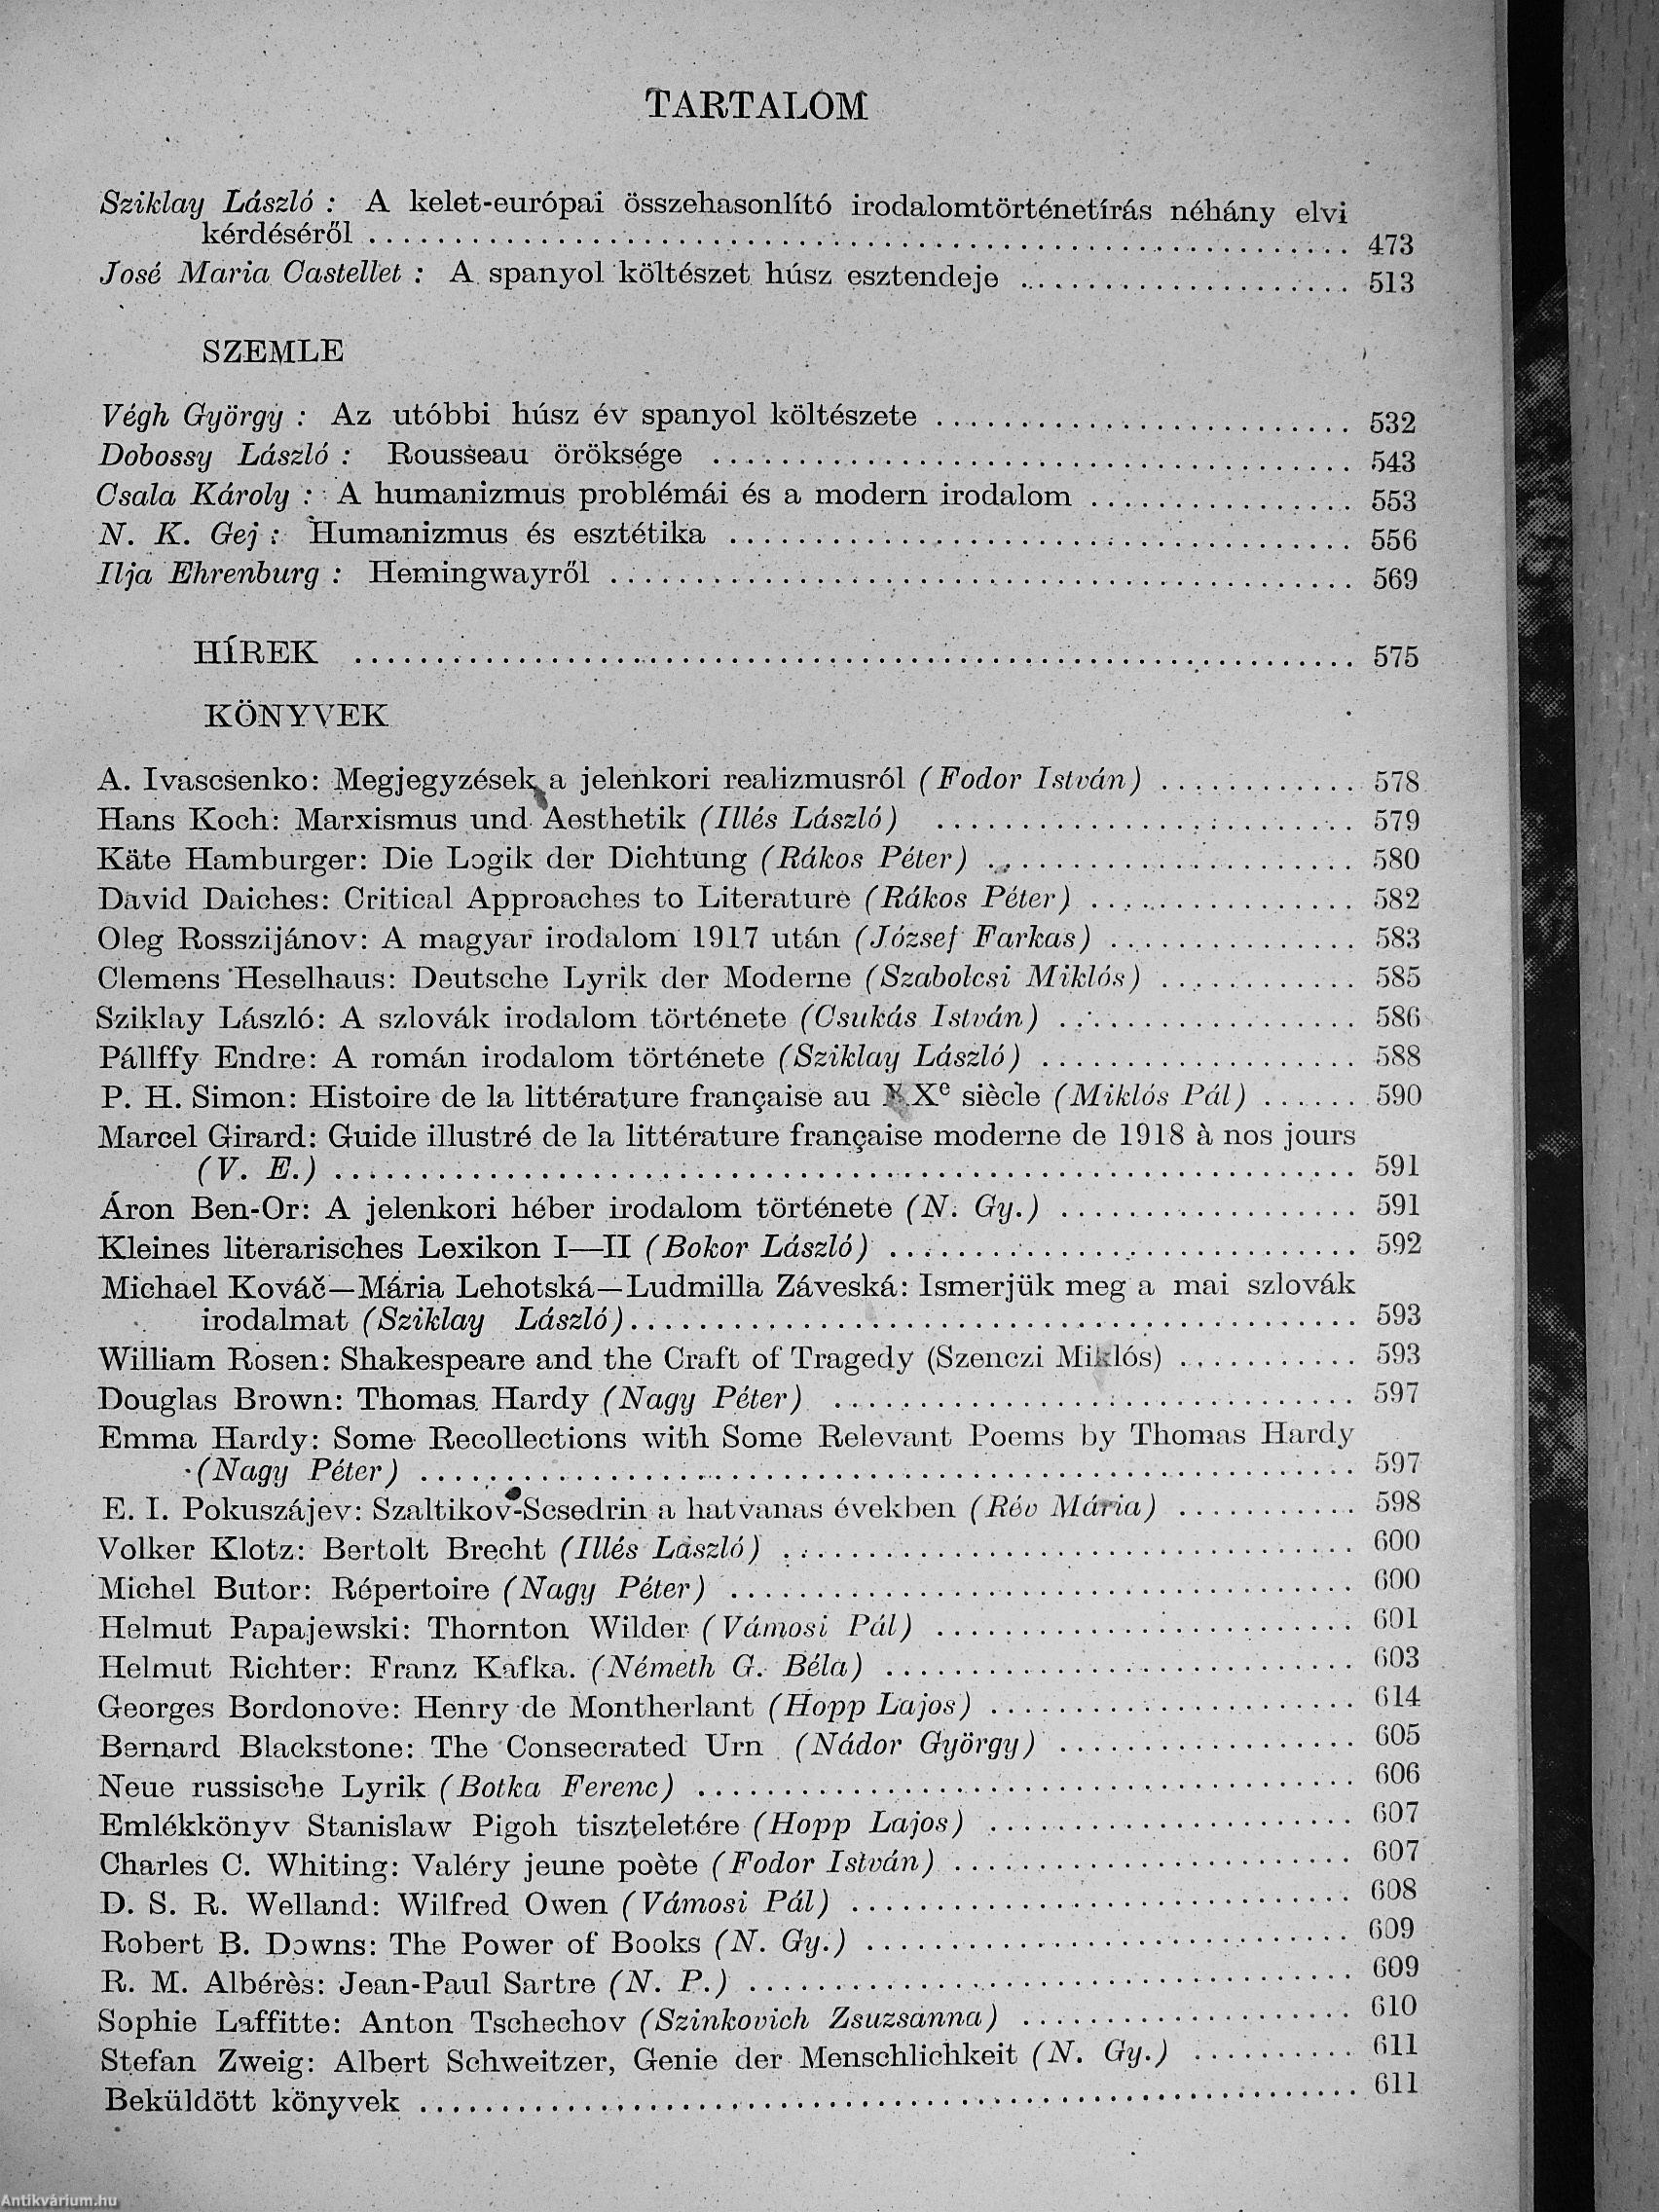 TARTALOM
Sziklay László : A kelet-európai összehasonlító irodalomtörténetírás néhány elvi
kérdéséről ........ 473
José Maria Castellet : A spanyol költészet húsz esztendeje ........ 513
SZEMLE
Végh György : Az utóbbi húsz év spanyol költészete ........ 532
Dobossy László : Rousseau öröksége ........ 543
Csala Károly : A humanizmus problémái és a modern irodalom ........ 553
N. K. Gej : Humanizmus és esztétika ........ 556
Ilja Ehrenburg : Hemingwayről ........ 569
HÍREK ........ 575
KÖNYVEK
A. Ivascsenko: Megjegyzések a jelenkori realizmusról (Fodor István) ........ 578
Hans Koch: Marxismus und Aesthetik (Illés László) ........ 579
Käte Hamburger: Die Logik der Dichtung (Rákos Péter) ........ 580
David Daiches: Critical Approaches to Literature (Rákos Péter) ........ 582
Oleg Rosszijánov: A magyar irodalom 1917 után (József Farkas) ........ 583
Clemens Heselhaus: Deutsche Lyrik der Moderne (Szabolcsi Miklós) ........ 585
Sziklay László: A szlovák irodalom története (Csukás István) ........ 586
Pállffy Endre: A román irodalom története (Sziklay László) ........ 588
P. H. Simon: Histoire de la littérature française au XXe siècle (Miklós Pál) ........ 590
Marcel Girard: Guide illustré de la littérature française moderne de 1918 à nos jours
(V. E.) ........ 591
Áron Ben-Or: A jelenkori héber irodalom története (N. Gy.) ........ 591
Kleines literarisches Lexikon I—II (Bokor László) ........ 592
Michael Kováč—Mária Lehotská—Ludmilla Záveská: Ismerjük meg a mai szlovák
irodalmat (Sziklay László) ........ 593
William Rosen: Shakespeare and the Craft of Tragedy (Szenczi Miklós) ........ 593
Douglas Brown: Thomas Hardy (Nagy Péter) ........ 597
Emma Hardy: Some Recollections with Some Relevant Poems by Thomas Hardy
(Nagy Péter) ........ 597
E. I. Pokuszájev: Szaltikov-Scsedrin a hatvanas években (Rév Mária) ........ 598
Volker Klotz: Bertolt Brecht (Illés László) ........ 600
Michel Butor: Répertoire (Nagy Péter) ........ 600
Helmut Papajewski: Thornton Wilder (Vámosi Pál) ........ 601
Helmut Richter: Franz Kafka. (Németh G. Béla) ........ 603
Georges Bordonove: Henry de Montherlant (Hopp Lajos) ........ 614
Bernard Blackstone: The Consecrated Urn (Nádor György) ........ 605
Neue russische Lyrik (Botka Ferenc) ........ 606
Emlékkönyv Stanislaw Pigoh tiszteletére (Hopp Lajos) ........ 607
Charles C. Whiting: Valéry jeune poète (Fodor István) ........ 607
D. S. R. Welland: Wilfred Owen (Vámosi Pál) ........ 608
Robert B. Downs: The Power of Books (N. Gy.) ........ 609
R. M. Albérès: Jean-Paul Sartre (N. P.) ........ 609
Sophie Laffitte: Anton Tschechov (Szinkovich Zsuzsanna) ........ 610
Stefan Zweig: Albert Schweitzer, Genie der Menschlichkeit (N. Gy.) ........ 611
Beküldött könyvek ........ 611
Antikvárium.hu